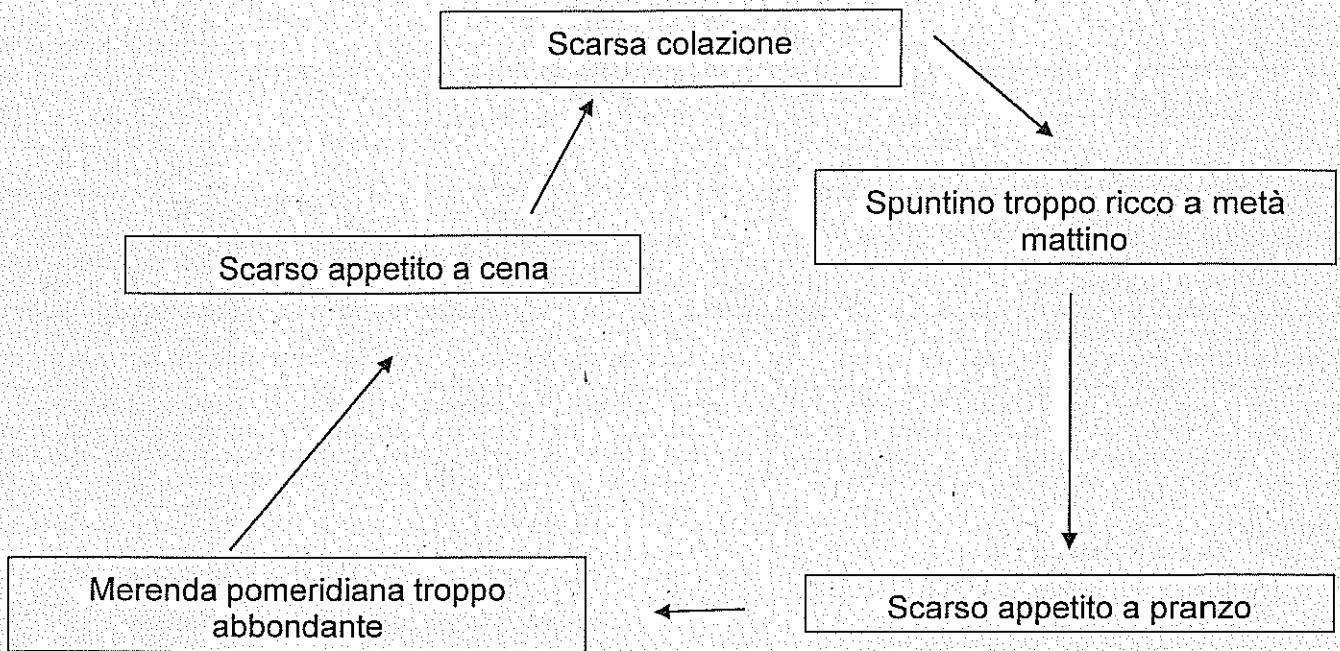 Scarsa colazione
Spuntino troppo ricco a metà
mattino
Scarso appetito a cena
Merenda pomeridiana troppo
abbondante
Scarso appetito a pranzo